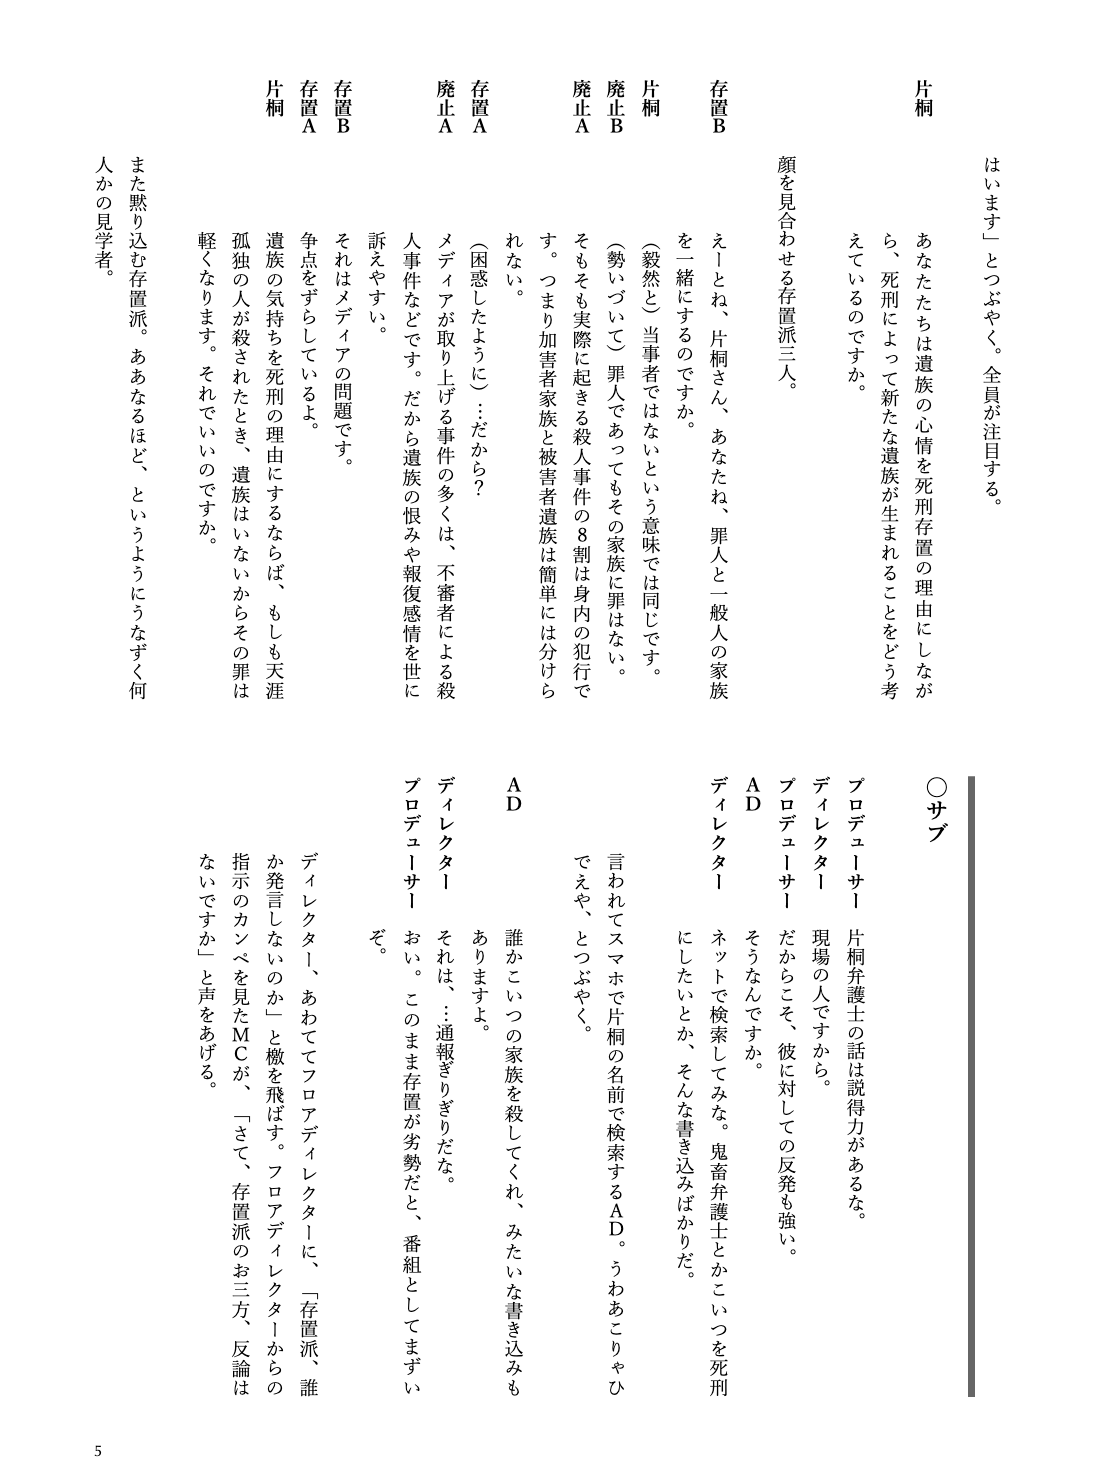 はいます」とつぶやく。全員が注目する。
片桐　あなたたちは遺族の心情を死刑存置の理由にしなが
ら、死刑によって新たな遺族が生まれることをどう考
えているのですか。
顔を見合わせる存置派三人。
存置B　えーとね、片桐さん、あなたね、罪人と一般人の家族
を一緒にするのですか。
片桐　（毅然と）当事者ではないという意味では同じです。
廃止B　（勢いづいて）罪人であってもその家族に罪はない。
廃止A　そもそも実際に起きる殺人事件の8割は身内の犯行で
す。つまり加害者家族と被害者遺族は簡単には分けら
れない。
存置A　（困惑したように）…だから？
廃止A　メディアが取り上げる事件の多くは、不審者による殺
人事件などです。だから遺族の恨みや報復感情を世に
訴えやすい。
存置B　それはメディアの問題です。
存置A　争点をずらしているよ。
片桐　遺族の気持ちを死刑の理由にするならば、もしも天涯
孤独の人が殺されたとき、遺族はいないからその罪は
軽くなります。それでいいのですか。
また黙り込む存置派。ああなるほど、というようにうなずく何
人かの見学者。
〇サブ
プロデューサー　片桐弁護士の話は説得力があるな。
ディレクター　現場の人ですから。
プロデューサー　だからこそ、彼に対しての反発も強い。
AD　そうなんですか。
ディレクター　ネットで検索してみな。鬼畜弁護士とかこいつを死刑
にしたいとか、そんな書き込みばかりだ。
言われてスマホで片桐の名前で検索するAD。うわあこりゃひ
でえや、とつぶやく。
AD　誰かこいつの家族を殺してくれ、みたいな書き込みも
ありますよ。
ディレクター　それは、…通報ぎりぎりだな。
プロデューサー　おい。このまま存置が劣勢だと、番組としてまずい
ぞ。
ディレクター、あわててフロアディレクターに、「存置派、誰
か発言しないのか」と檄を飛ばす。フロアディレクターからの
指示のカンペを見たMCが、「さて、存置派のお三方、反論は
ないですか」と声をあげる。
5